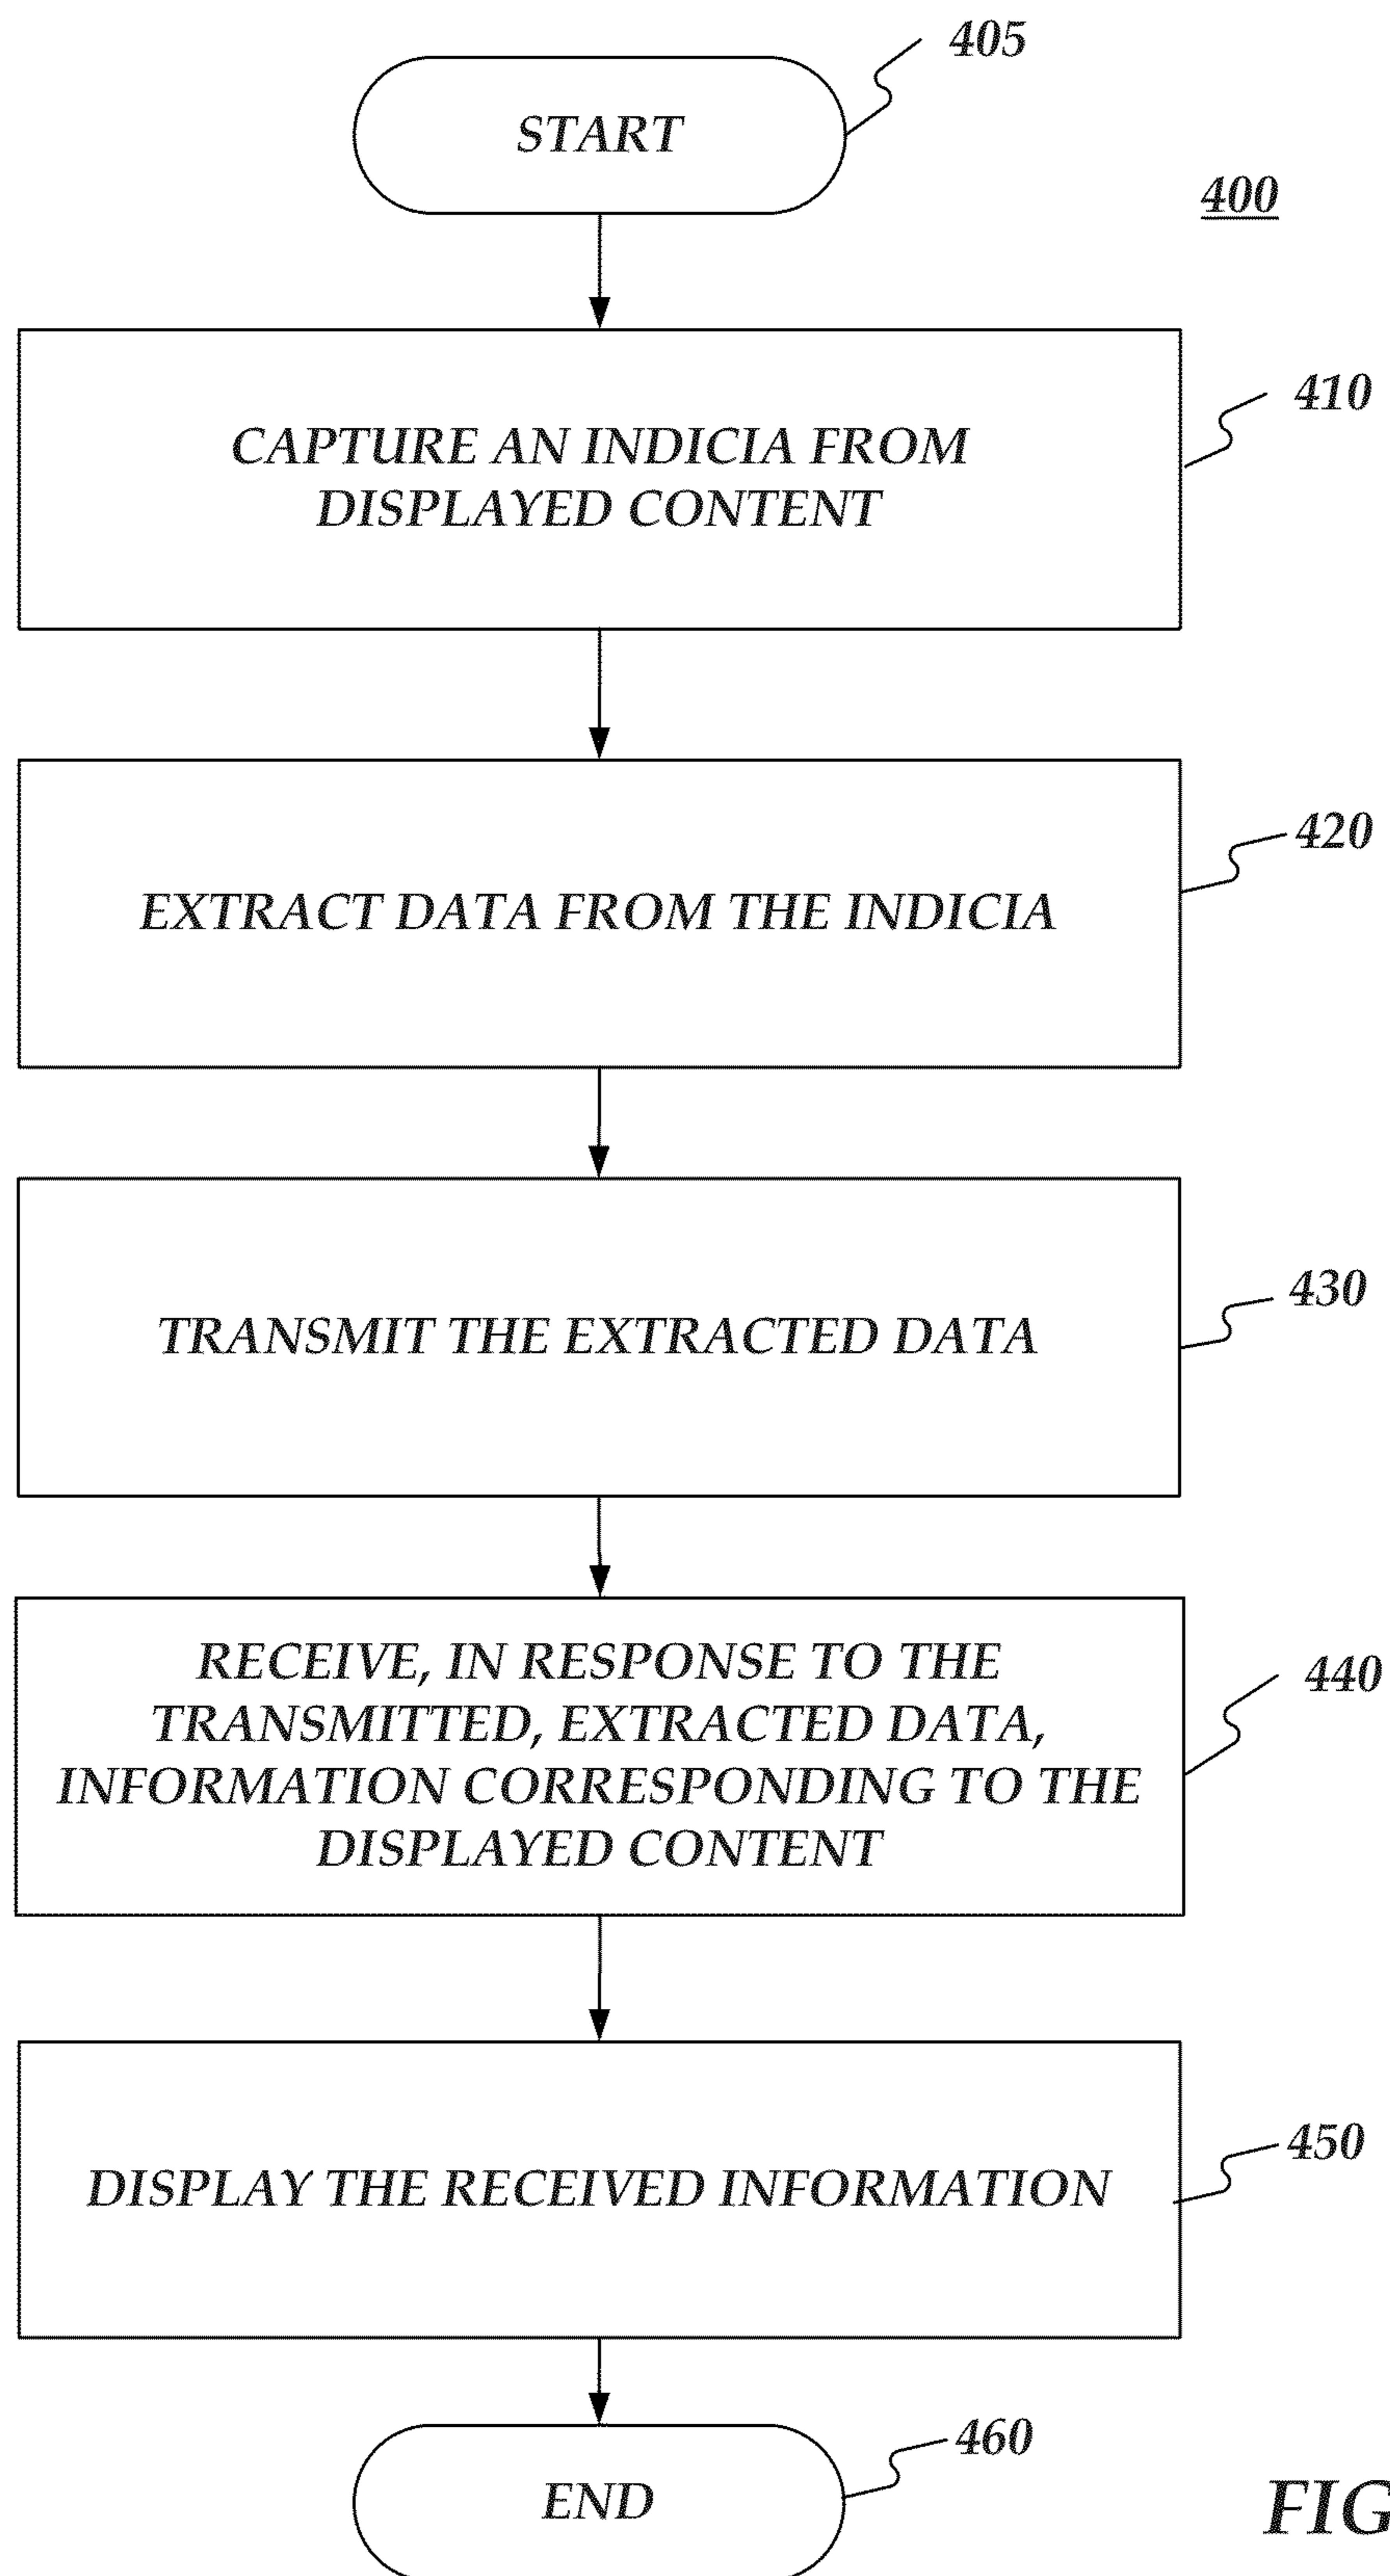 405
START
400
410
CAPTURE AN INDICIA FROM
DISPLAYED CONTENT
420
EXTRACT DATA FROM THE INDICIA
430
TRANSMIT THE EXTRACTED DATA
RECEIVE, IN RESPONSE TO THE
440
TRANSMITTED, EXTRACTED DATA,
INFORMATION CORRESPONDING TO THE
DISPLAYED CONTENT
450
DISPLAY THE RECEIVED INFORMATION
460
END
FIG